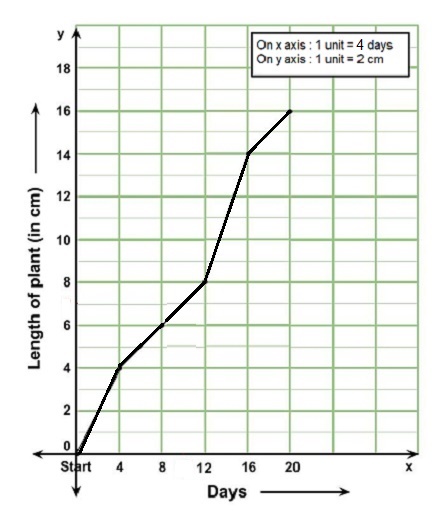 y
On x axis : 1 unit = 4 days
On y axis : 1 unit = 2 cm
18
16
14
12
10
8
6
4
2
0
Length of plant (in cm)
Start 4 8 12 16 20 x
Days